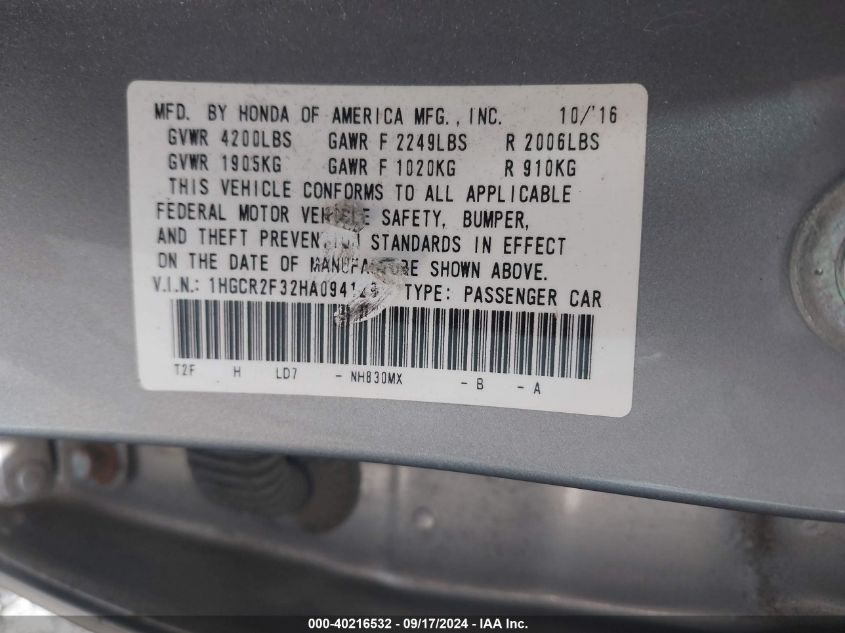 MFD. BY HONDA OF AMERICA MFG., INC. 10/'16
GVWR 4200LBS GAWR F 2249LBS R 2006LBS
GVWR 1905KG GAWR F 1020KG R 910KG
THIS VEHICLE CONFORMS TO ALL APPLICABLE
FEDERAL MOTOR VEHICLE SAFETY, BUMPER,
AND THEFT PREVENTION STANDARDS IN EFFECT
ON THE DATE OF MANUFACTURE SHOWN ABOVE.
V.I.N.: TYPE: PASSENGER CAR
T2F H LD7 - NH830MX - B - A
000-40216532 - 09/17/2024 - IAA Inc.